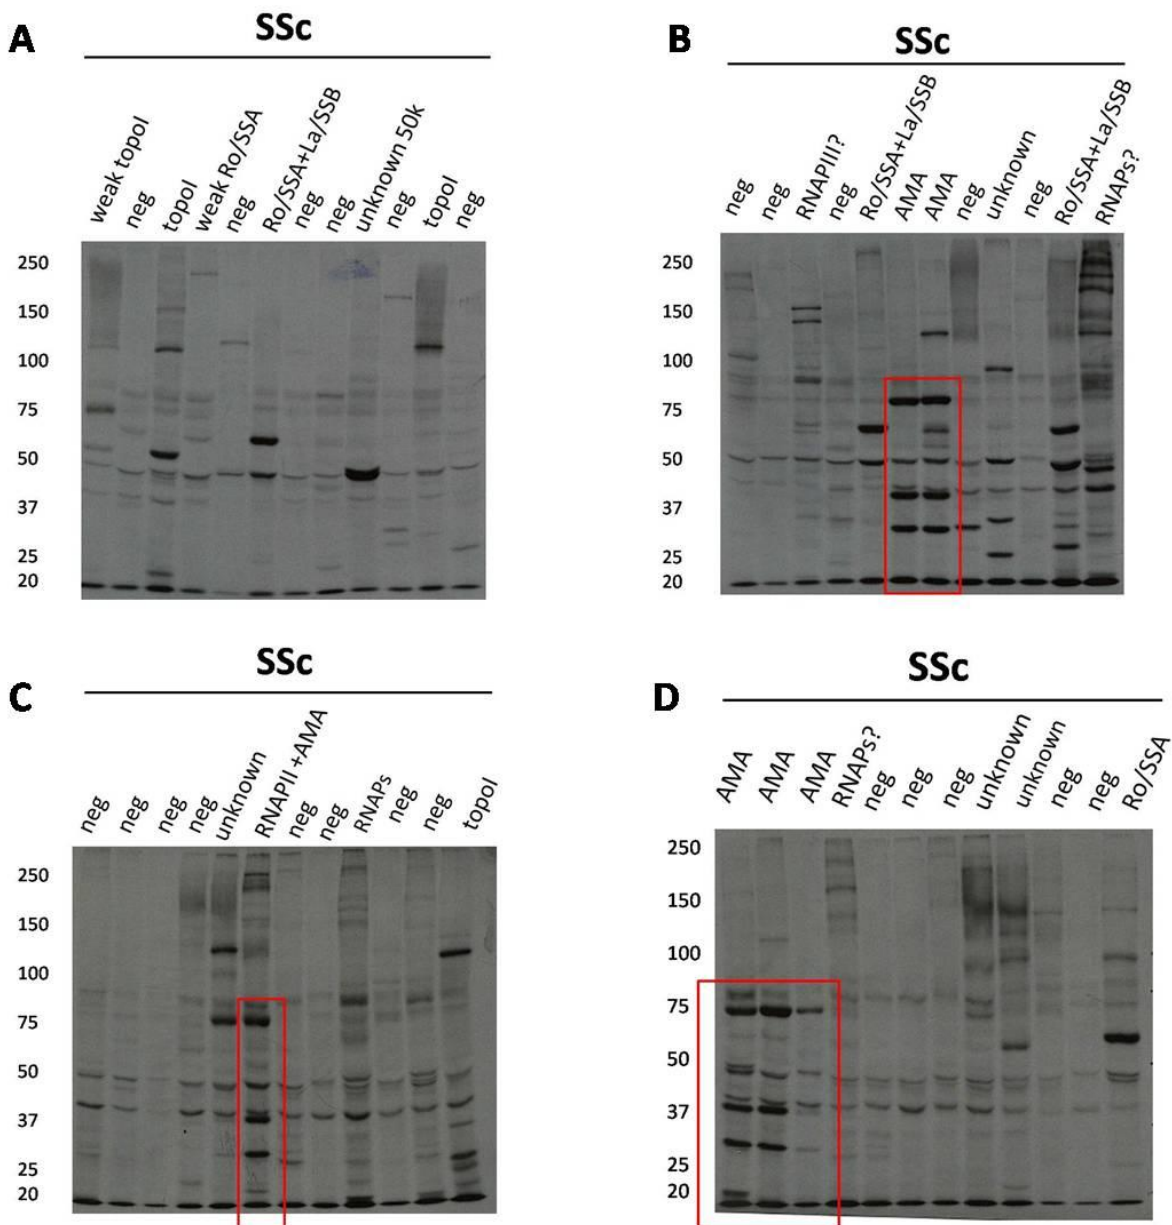 A
SSc
weak topoI
neg
topoI
weak Ro/SSA
neg
Ro/SSA+La/SSB
neg
neg
unknown 50k
neg
topoI
neg
250
150
100
75
50
37
25
20
B
SSc
neg
neg
RNAPIII?
neg
Ro/SSA+La/SSB
AMA
AMA
neg
unknown
neg
Ro/SSA+La/SSB
RNAPs?
250
150
100
75
50
37
25
20
C
SSc
neg
neg
neg
neg
unknown
RNAPII +AMA
neg
neg
RNAPs
neg
neg
topoI
250
150
100
75
50
37
25
20
D
SSc
AMA
AMA
AMA
RNAPs?
neg
neg
neg
unknown
unknown
neg
neg
Ro/SSA
250
150
100
75
50
37
25
20